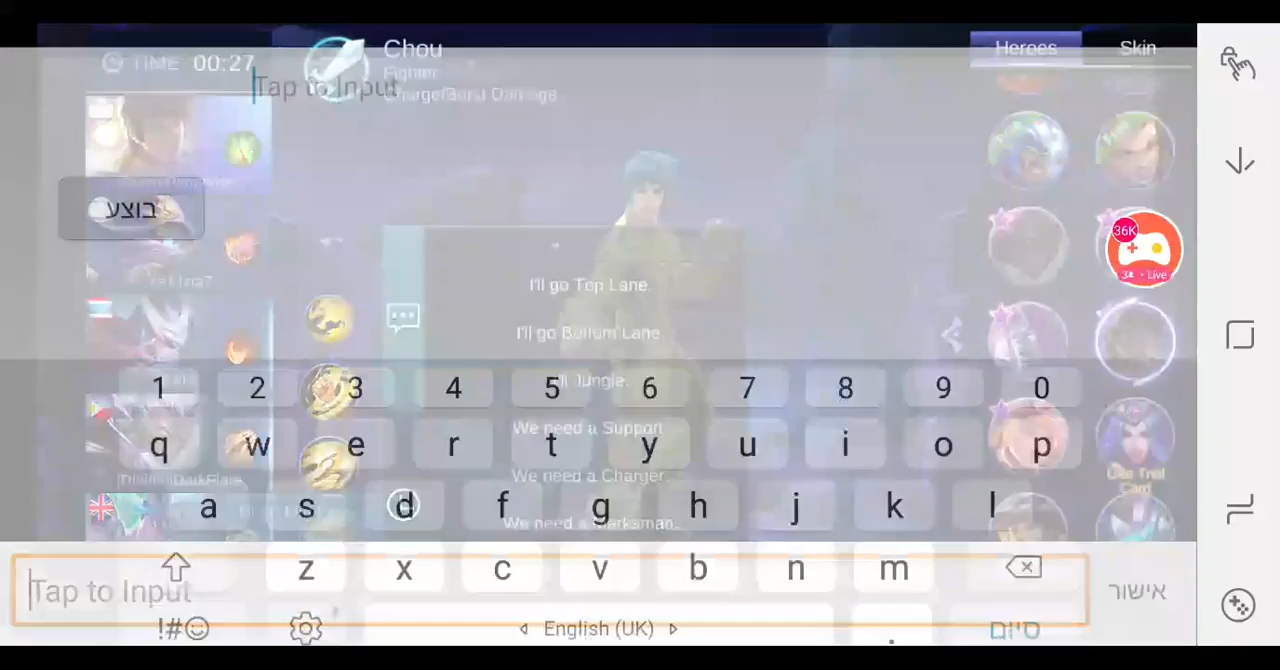 Heroes
Skin
TIME 00:27
Chou
Fighter
Charge/Burst Damage
Tap to Input
בוצע
36K
Live
I'll go Top Lane.
I'll go Bottom Lane.
I'll Jungle.
1 2 3 4 5 6 7 8 9 0
We need a Support
q w e r t y u i o p
We need a Charger
a s d f g h j k l
We need a Marksman.
z x c v b n m
Tap to Input
אישור
!#☺
English (UK)
.
סיום